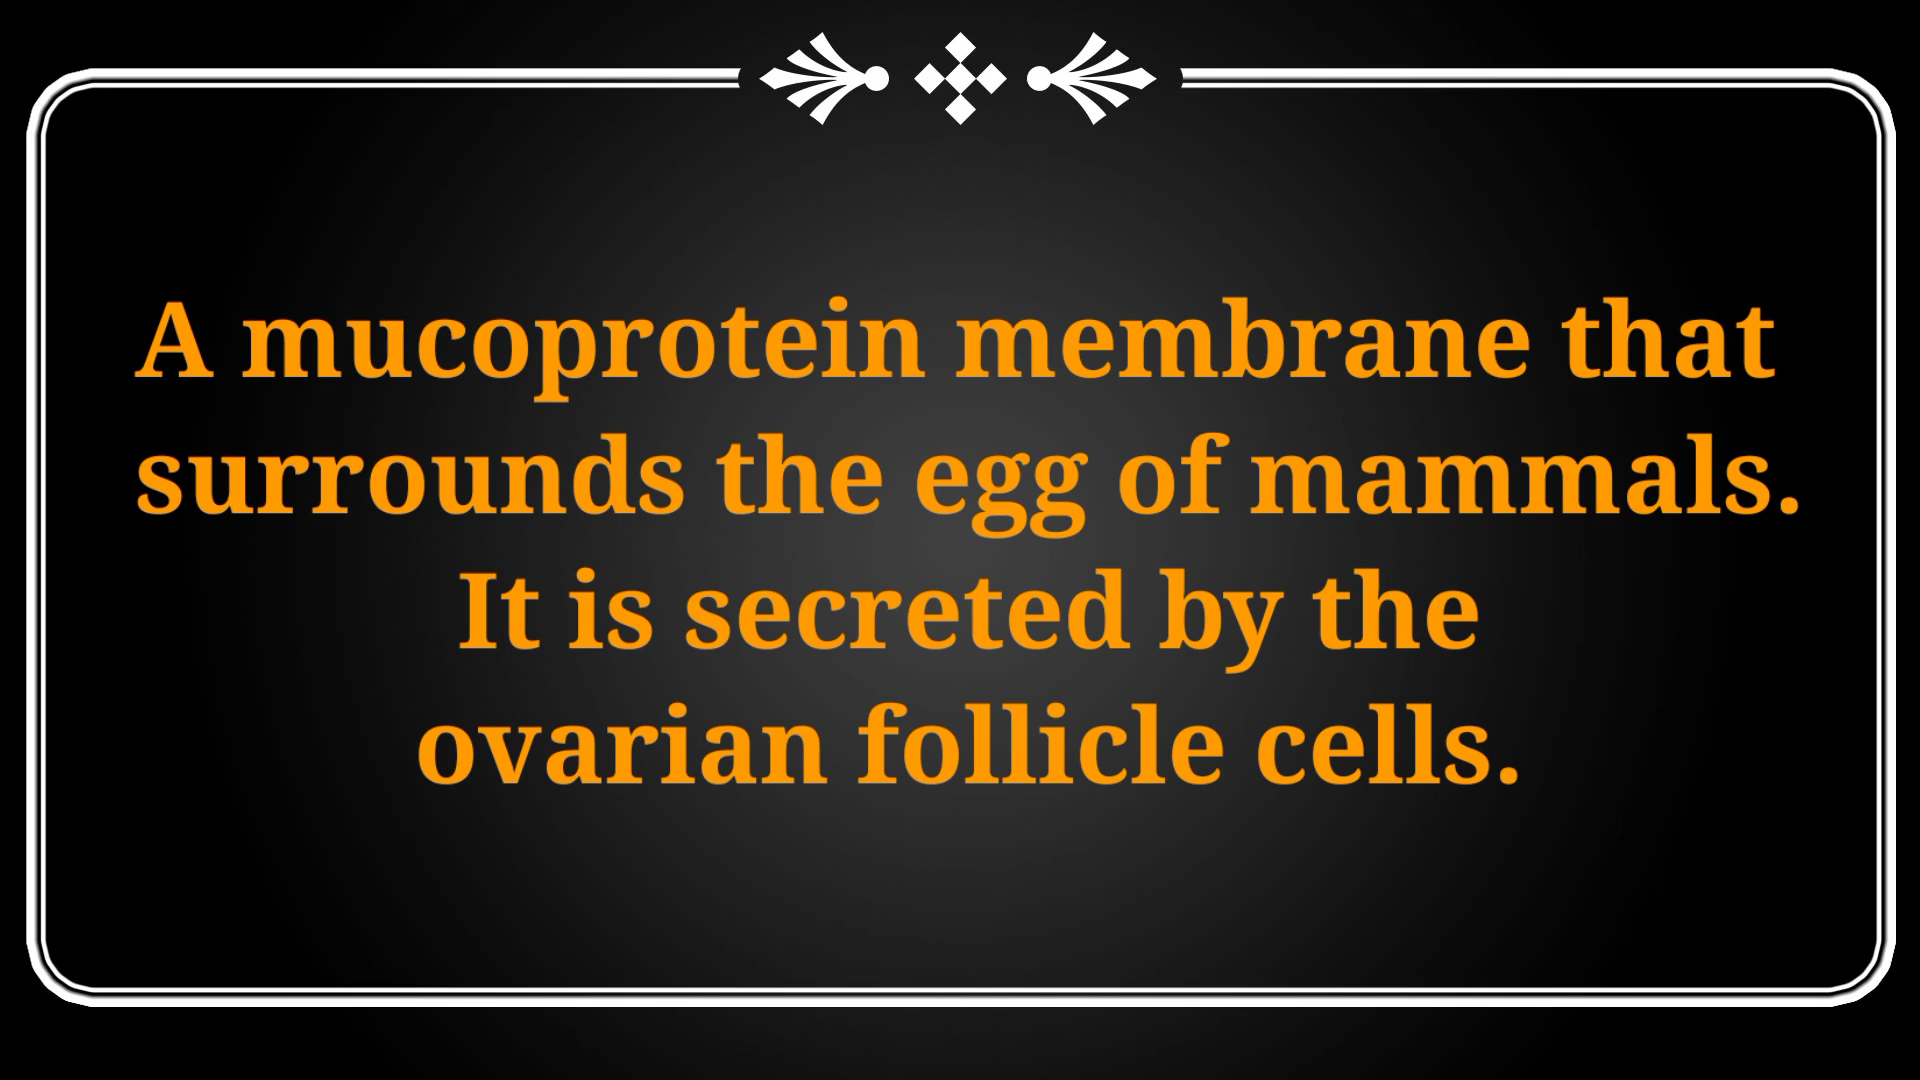 A mucoprotein membrane that
surrounds the egg of mammals.
It is secreted by the
ovarian follicle cells.